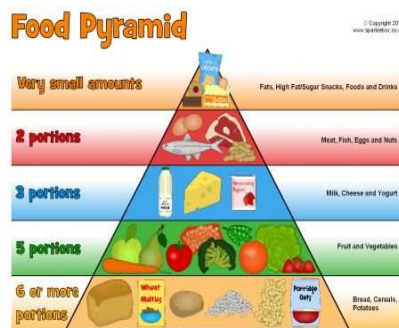 Food Pyramid
© Copyright 20
www.sparklebox.co.
Very small amounts
Fats, High Fat/Sugar Snacks, Foods and Drinks
2 portions
Meat, Fish, Eggs and Nuts
3 portions
Milk, Cheese and Yogurt
5 portions
Fruit and Vegetables
6 or more
portions
Wheat
Malties
Porridge
Oaty
Bread, Cereals,
Potatoes